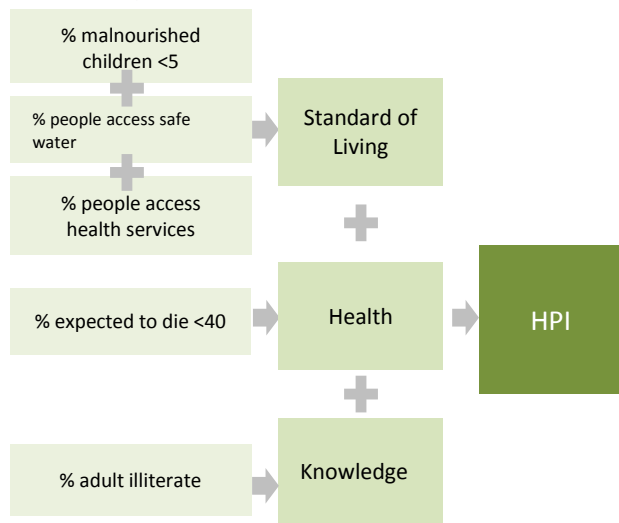 % malnourished
children <5
% people access safe
water
% people access
health services
Standard of
Living
% expected to die <40
Health
HPI
% adult illiterate
Knowledge